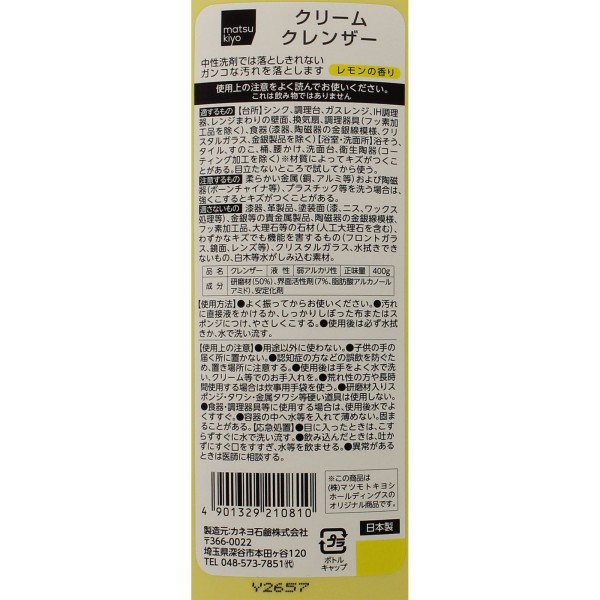 matsu
kiyo
クリーム
クレンザー
中性洗剤では落としきれない
ガンコな汚れを落とします
レモンの香り
使用上の注意をよく読んでお使いください。
これは飲み物ではありません。
適するもの 【台所】シンク、調理台、ガスレンジ、IH調理
器、レンジまわりの壁面、換気扇、調理器具（フッ素加
工品を除く）、食器（漆器、陶磁器の金銀線模様、クリ
スタルガラス、金銀製品を除く）【浴室・洗面所】浴そう、
タイル、すのこ、桶、腰かけ、洗面台、衛生陶器（コー
ティング加工を除く）※材質によってキズがつくこと
があります。目立たないところで試してから使う。
注意するもの 柔らかい金属（銅、アルミ等）および陶磁
器（ボーンチャイナ等）、プラスチック等を洗う場合は、
強くこするとキズがつくことがあります。
適さないもの 漆器、革製品、塗装面（漆、ニス、ワックス
処理等）、金銀等の貴金属製品、陶磁器の金銀線模様、
フッ素加工品、大理石等の石材（人工大理石を含む）、
わずかなキズでも機能を害するもの（フロントガラ
ス、鏡面、レンズ等）、クリスタルガラス、水拭きでき
ないもの、白木等水がしみ込む素材。
品名 クレンザー 液性 弱アルカリ性 正味量 400g
成分 研磨材（50%）、界面活性剤（7%、脂肪酸アルカノール
アミド）、安定化剤
【使用方法】●よく振ってからお使いください。●汚れ
に直接液をかけるか、しっかりしぼった布またはス
ポンジにつけ、やさしくこする。●使用後は必ず水拭
きか、水で洗い流す。
【使用上の注意】●用途以外に使わない。●子供の手の
届く所に置かない。●認知症の方などの誤飲を防ぐた
め、置き場所に注意する。●使用後は手をよく水で洗
い、クリーム等でのお手入れを。●荒れ性の方や長時
間使用する場合は炊事用手袋を使う。●研磨材入りス
ポンジ・タワシ・金属タワシ等硬い道具は使用しない。
●食器・調理器具等に使用する場合は、使用後水でよ
くすすぐ。●容器の中へ水等を入れて薄めない。固ま
ることがある。【応急処置】●目に入ったときは、こす
らずすぐに水で洗い流す。●飲み込んだときは、吐か
ずにすぐ口をすすぎ、水等を飲ませる。●異常がある
ときは医師に相談する。
4 901329 210810
※この商品は
（株）マツモトキヨシ
ホールディングスの
オリジナル商品です。
製造元：カネヨ石鹸株式会社
〒366-0022
埼玉県深谷市本田ヶ谷120
TEL 048-573-7851（代）
プラ
ボトル
キャップ
日本製
Y2657